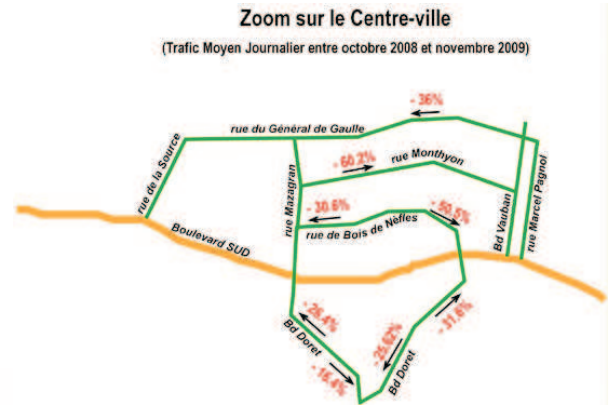 Zoom sur le Centre-ville
(Trafic Moyen Journalier entre octobre 2008 et novembre 2009)
- 36%
rue du Général de Gaulle
rue de la Source
- 60.2%
rue Monthyon
rue Mazagran
- 30.6%
- 50.5%
rue de Bois de Nèfles
Bd Vauban
rue Marcel Pagnol
Boulevard SUD
- 26.4%
Bd Doret
- 16.4%
- 25.62%
- 31.6%
Bd Doret